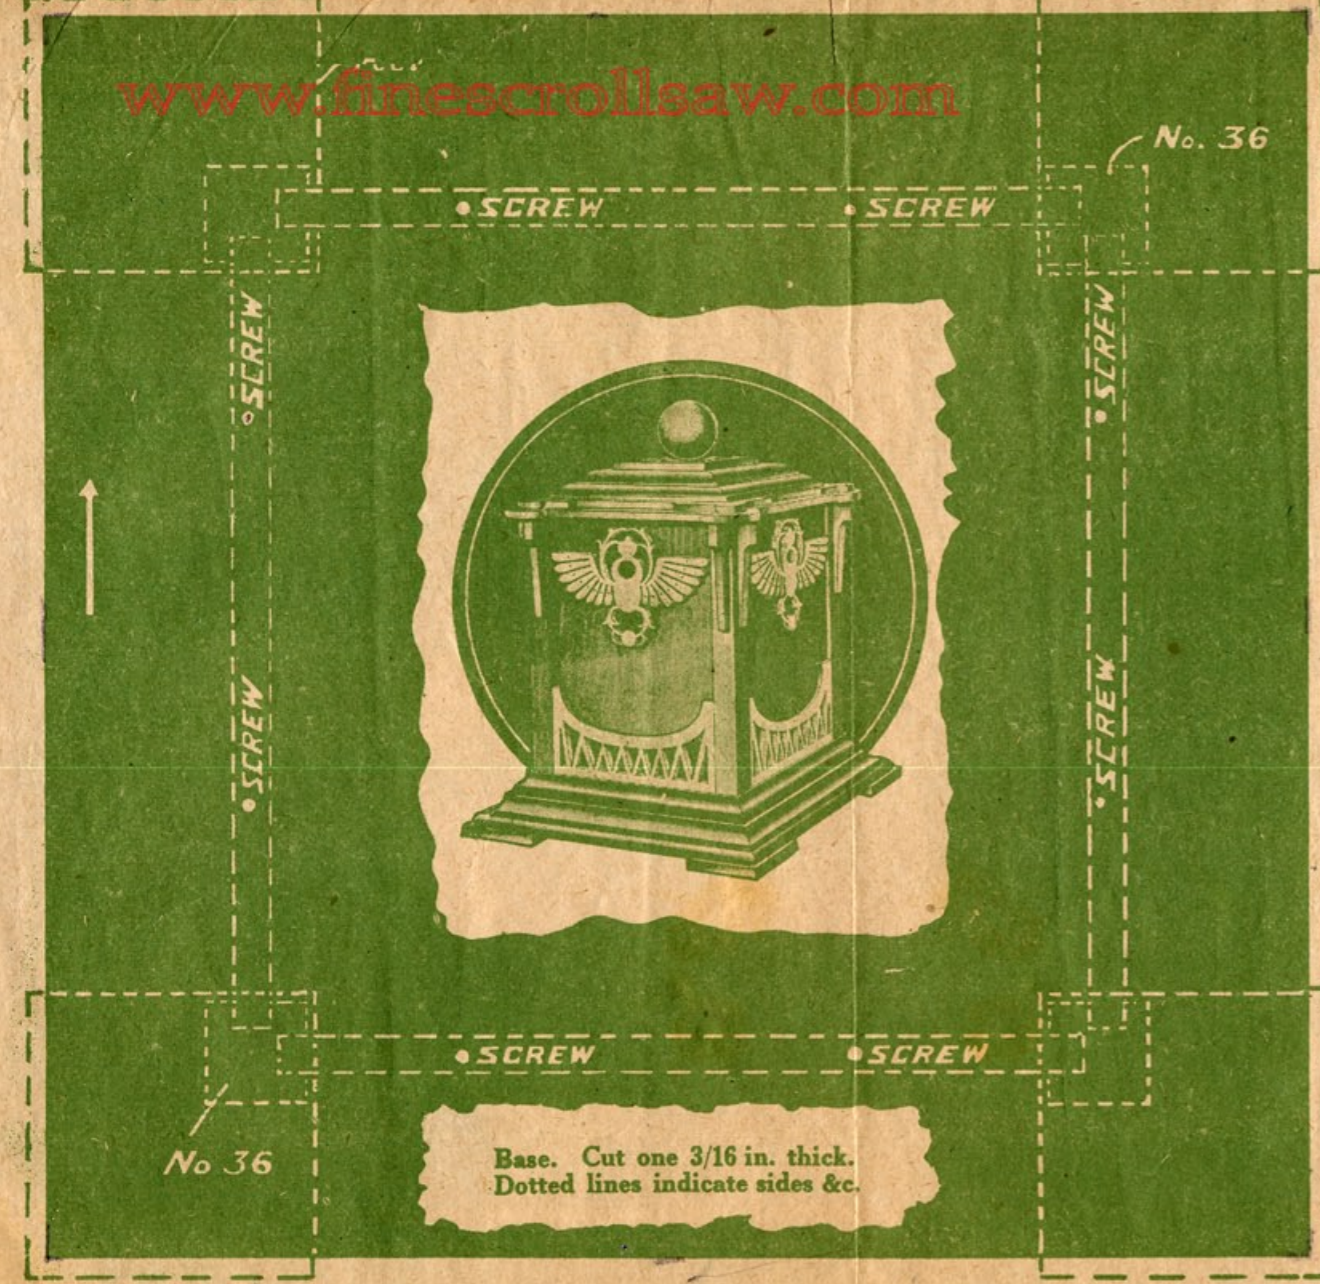 www.finescrollsaw.com
No. 36
SCREW
SCREW
SCREW
SCREW
SCREW
SCREW
SCREW
SCREW
No 36
Base. Cut one 3/16 in. thick.
Dotted lines indicate sides &c.